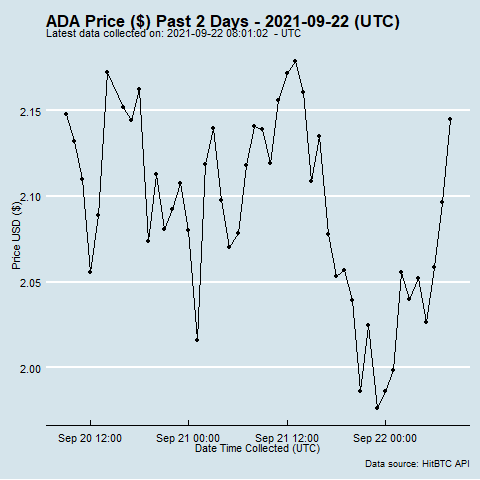 ADA Price ($) Past 2 Days - 2021-09-22 (UTC)
Latest data collected on: 2021-09-22 08:01:02 - UTC
Price USD ($)
2.15
2.10
2.05
2.00
Sep 20 12:00 Sep 21 00:00 Sep 21 12:00 Sep 22 00:00
Date Time Collected (UTC)
Data source: HitBTC API